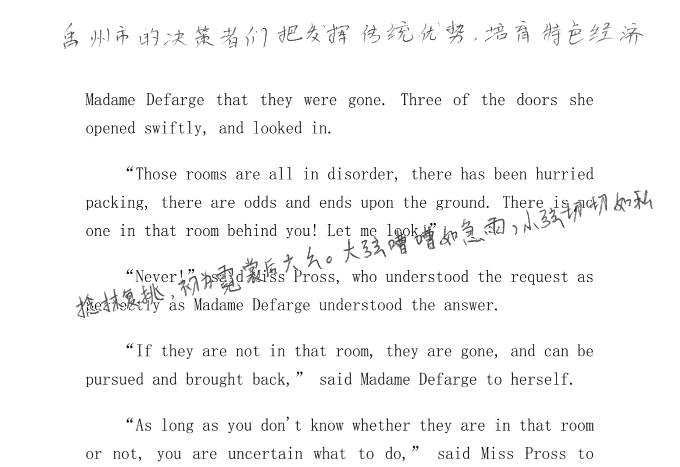 禹州市的决策者们把发挥传统优势，培育特色经济
Madame Defarge that they were gone. Three of the doors she
opened swiftly, and looked in.
“Those rooms are all in disorder, there has been hurried
packing, there are odds and ends upon the ground. There is no
one in that room behind you! Let me look.”
捻抹复挑，初为霓裳后六幺。大弦嘈嘈如急雨，小弦切切如私
“Never!” said Miss Pross, who understood the request as
perfectly as Madame Defarge understood the answer.
“If they are not in that room, they are gone, and can be
pursued and brought back,” said Madame Defarge to herself.
“As long as you don't know whether they are in that room
or not, you are uncertain what to do,” said Miss Pross to